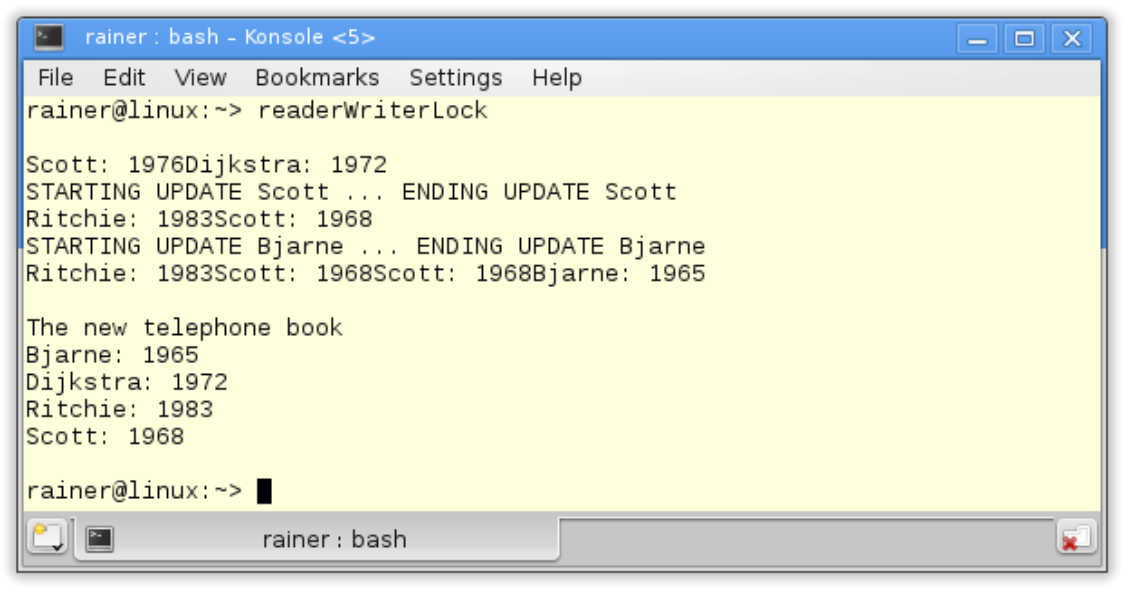 rainer : bash – Konsole <5>
File Edit View Bookmarks Settings Help
rainer@linux:~> readerWriterLock
Scott: 1976Dijkstra: 1972
STARTING UPDATE Scott ... ENDING UPDATE Scott
Ritchie: 1983Scott: 1968
STARTING UPDATE Bjarne ... ENDING UPDATE Bjarne
Ritchie: 1983Scott: 1968Scott: 1968Bjarne: 1965
The new telephone book
Bjarne: 1965
Dijkstra: 1972
Ritchie: 1983
Scott: 1968
rainer@linux:~>
rainer : bash